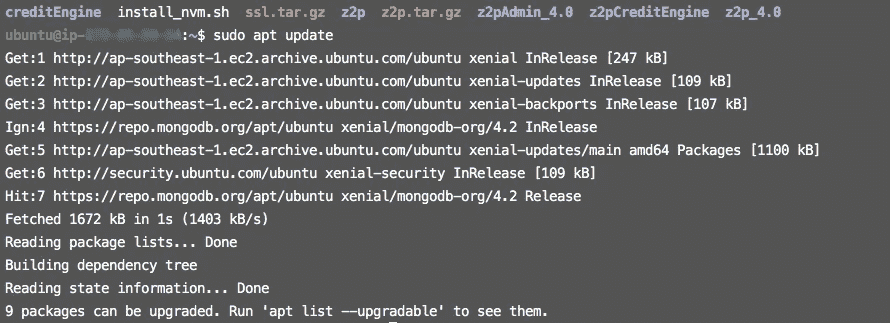 creditEngine install_nvm.sh ssl.tar.gz z2p z2p.tar.gz z2pAdmin_4.0 z2pCreditEngine z2p_4.0
ubuntu@ip- :~$ sudo apt update
Get:1 http://ap-southeast-1.ec2.archive.ubuntu.com/ubuntu xenial InRelease [247 kB]
Get:2 http://ap-southeast-1.ec2.archive.ubuntu.com/ubuntu xenial-updates InRelease [109 kB]
Get:3 http://ap-southeast-1.ec2.archive.ubuntu.com/ubuntu xenial-backports InRelease [107 kB]
Ign:4 https://repo.mongodb.org/apt/ubuntu xenial/mongodb-org/4.2 InRelease
Get:5 http://ap-southeast-1.ec2.archive.ubuntu.com/ubuntu xenial-updates/main amd64 Packages [1100 kB]
Get:6 http://security.ubuntu.com/ubuntu xenial-security InRelease [109 kB]
Hit:7 https://repo.mongodb.org/apt/ubuntu xenial/mongodb-org/4.2 Release
Fetched 1672 kB in 1s (1403 kB/s)
Reading package lists... Done
Building dependency tree
Reading state information... Done
9 packages can be upgraded. Run 'apt list --upgradable' to see them.